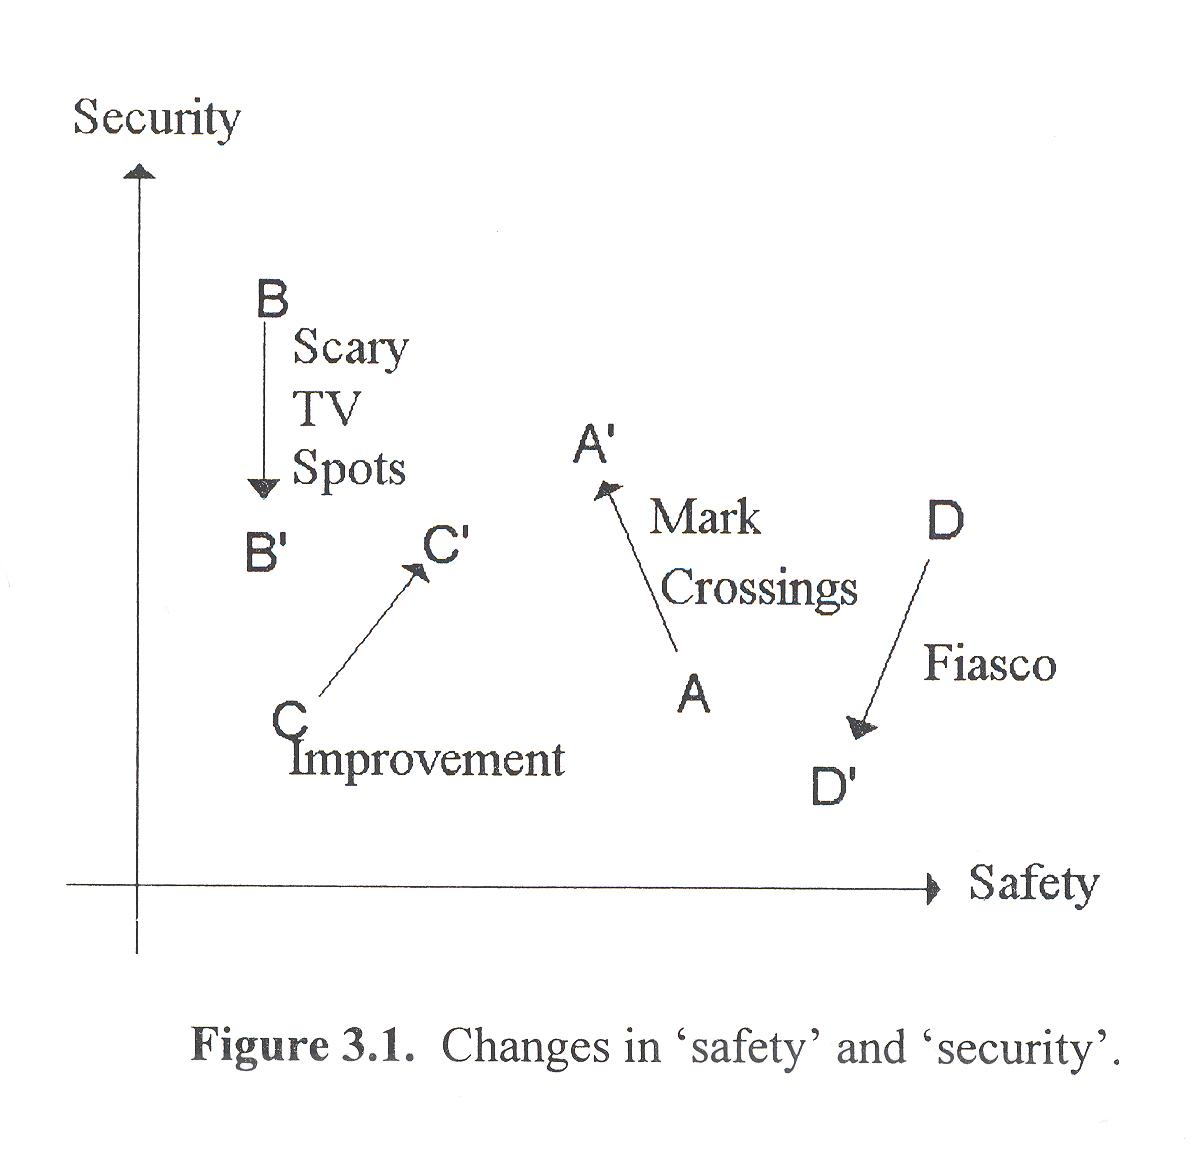 Security
B
Scary
TV
Spots
B'
C'
A'
Mark
Crossings
A
D
Fiasco
D'
C
Improvement
Safety
Figure 3.1. Changes in ‘safety’ and ‘security’.